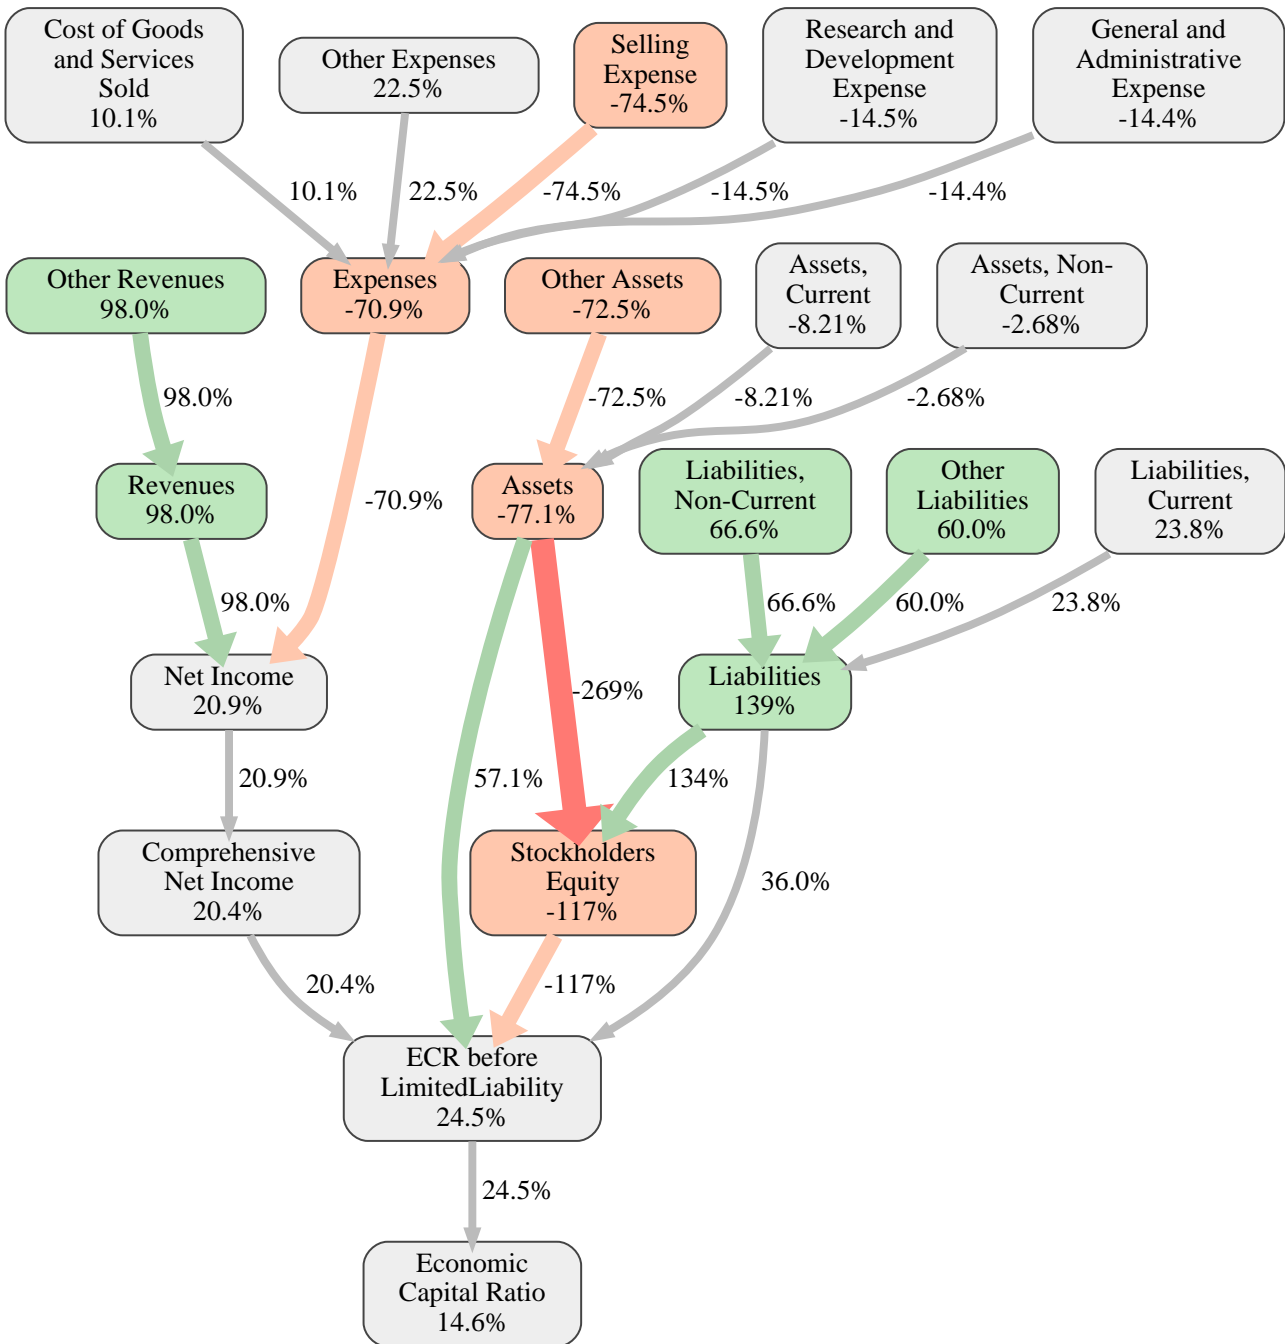 Cost of Goods
and Services
Sold
10.1%
Other Expenses
22.5%
Selling
Expense
-74.5%
Research and
Development
Expense
-14.5%
General and
Administrative
Expense
-14.4%
10.1%
22.5%
-74.5%
-14.5%
-14.4%
Other Revenues
98.0%
Expenses
-70.9%
Other Assets
-72.5%
Assets,
Current
-8.21%
Assets, Non-
Current
-2.68%
98.0%
-70.9%
-72.5%
-8.21%
-2.68%
Revenues
98.0%
Assets
-77.1%
Liabilities,
Non-Current
66.6%
Other
Liabilities
60.0%
Liabilities,
Current
23.8%
98.0%
66.6%
60.0%
23.8%
Net Income
20.9%
-269%
Liabilities
139%
20.9%
57.1%
134%
Comprehensive
Net Income
20.4%
Stockholders
Equity
-117%
36.0%
20.4%
-117%
ECR before
LimitedLiability
24.5%
24.5%
Economic
Capital Ratio
14.6%